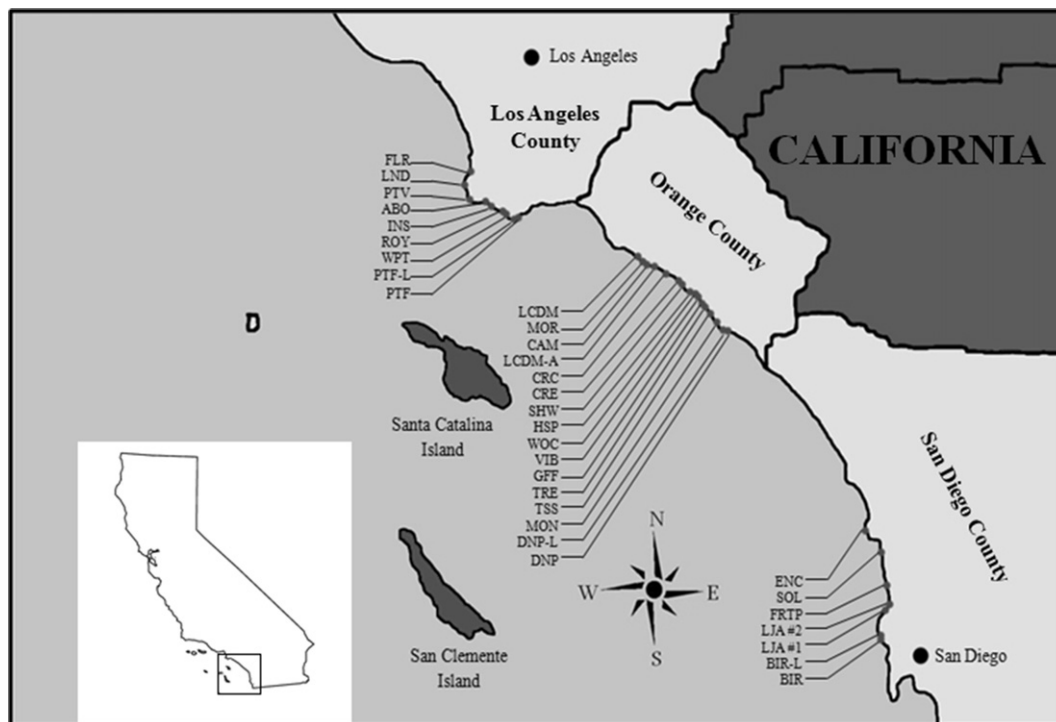 Los Angeles
Los Angeles
County
CALIFORNIA
Orange County
FLR
LND
PTV
ABO
INS
ROY
WPT
PTF-L
PTF
LCDM
MOR
CAM
LCDM-A
CRC
CRE
SHW
HSP
WOC
VIB
GFF
TRE
TSS
MON
DNP-L
DNP
Santa Catalina
Island
San Clemente
Island
N
W
E
S
San Diego County
ENC
SOL
FRTP
LJA #2
LJA #1
BIR-L
BIR
San Diego